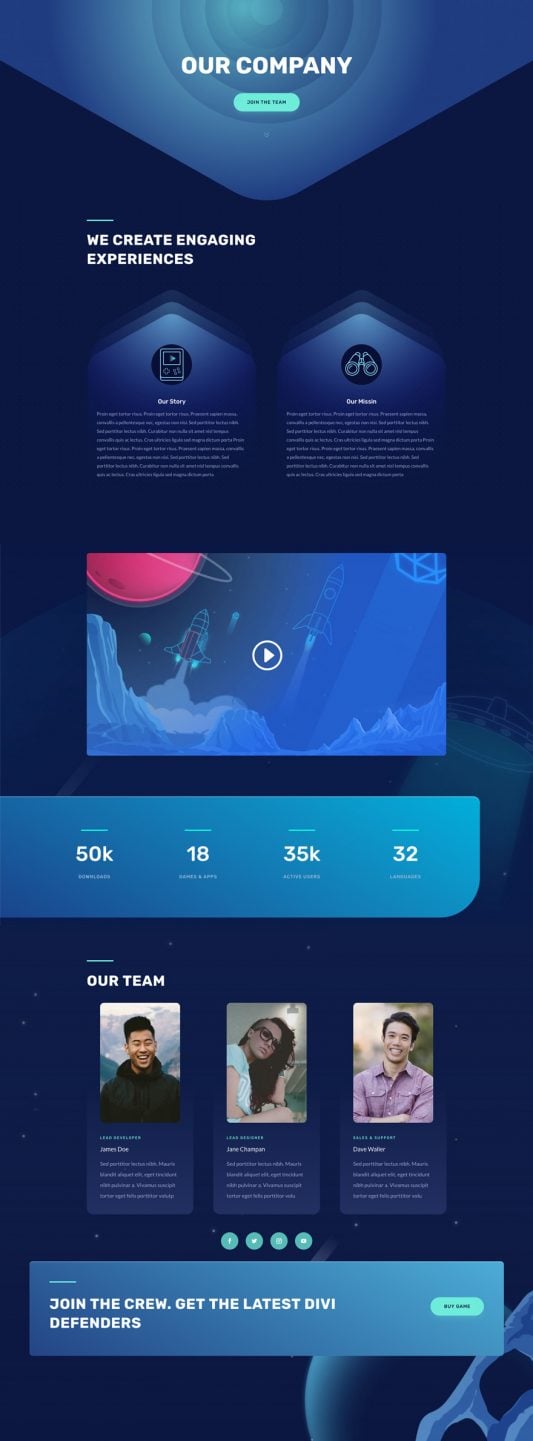 OUR COMPANY
JOIN THE TEAM
WE CREATE ENGAGING
EXPERIENCES
Our Story
Proin eget tortor risus. Proin eget tortor risus. Praesent sapien massa,
convallis a pellentesque nec, egestas non nisi. Sed porttitor lectus nibh.
Sed porttitor lectus nibh. Curabitur non nulla sit amet nisl tempus convallis
convallis quis ac lectus. Cras ultricies ligula sed magna dictum porta Proin
eget tortor risus. Proin eget tortor risus. Praesent sapien massa, convallis
a pellentesque nec, egestas non nisi. Sed porttitor lectus nibh. Sed
porttitor lectus nibh. Curabitur non nulla sit amet nisl tempus convallis
quis ac lectus. Cras ultricies ligula sed magna dictum porta
Our Missin
Proin eget tortor risus. Proin eget tortor risus. Praesent sapien massa,
convallis a pellentesque nec, egestas non nisi. Sed porttitor lectus nibh.
Sed porttitor lectus nibh. Curabitur non nulla sit amet nisl tempus
convallis quis ac lectus. Cras ultricies ligula sed magna dictum porta Proin
eget tortor risus. Proin eget tortor risus. Praesent sapien massa, convallis
a pellentesque nec, egestas non nisi. Sed porttitor lectus nibh. Sed
porttitor lectus nibh. Curabitur non nulla sit amet nisl tempus convallis
quis ac lectus. Cras ultricies ligula sed magna dictum porta
50k
DOWNLOADS
18
GAMES & APPS
35k
ACTIVE USERS
32
LANGUAGES
OUR TEAM
LEAD DEVELOPER
James Doe
Sed porttitor lectus nibh. Mauris
blandit aliquet elit, eget tincidunt
nibh pulvinar a. Vivamus suscipit
tortor eget felis porttitor volutp
LEAD DESIGNER
Jane Champan
Sed porttitor lectus nibh. Mauris
blandit aliquet elit, eget tincidunt
nibh pulvinar a. Vivamus suscipit
tortor eget felis porttitor volu
SALES & SUPPORT
Dave Waller
Sed porttitor lectus nibh. Mauris
blandit aliquet elit, eget tincidunt
nibh pulvinar a. Vivamus suscipit
tortor eget felis porttitor volu
JOIN THE CREW. GET THE LATEST DIVI
DEFENDERS
BUY GAME